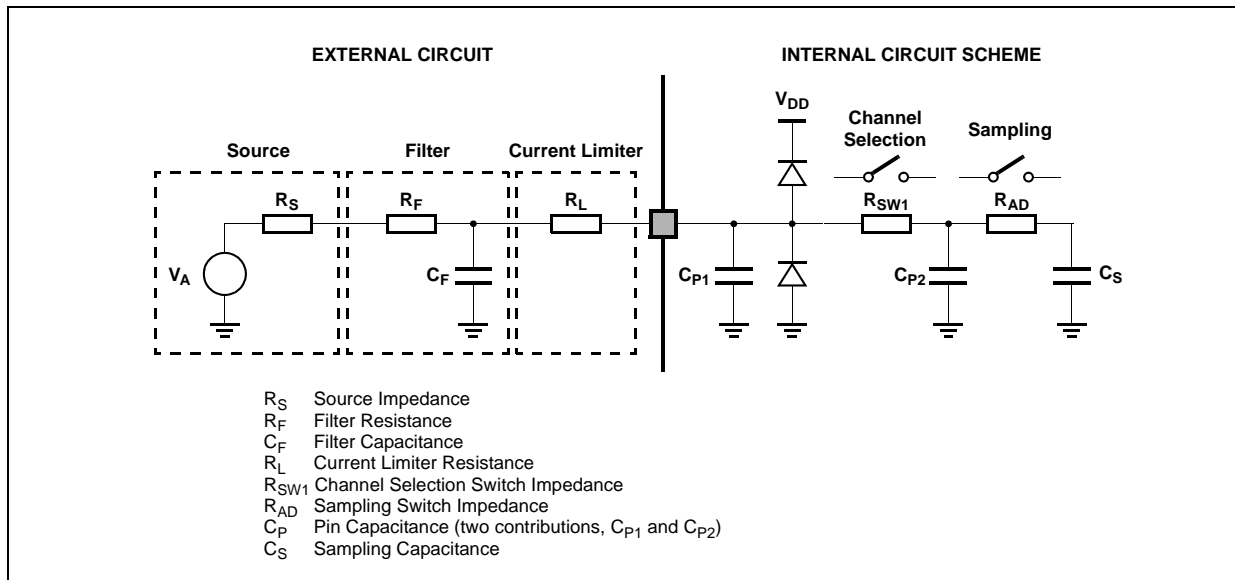 EXTERNAL CIRCUIT
INTERNAL CIRCUIT SCHEME
VDD
Channel
Selection
Sampling
Source
Filter
Current Limiter
RS
RF
RL
RSW1
RAD
VA
CF
CP1
CP2
CS
RS Source Impedance
RF Filter Resistance
CF Filter Capacitance
RL Current Limiter Resistance
RSW1 Channel Selection Switch Impedance
RAD Sampling Switch Impedance
CP Pin Capacitance (two contributions, CP1 and CP2)
CS Sampling Capacitance